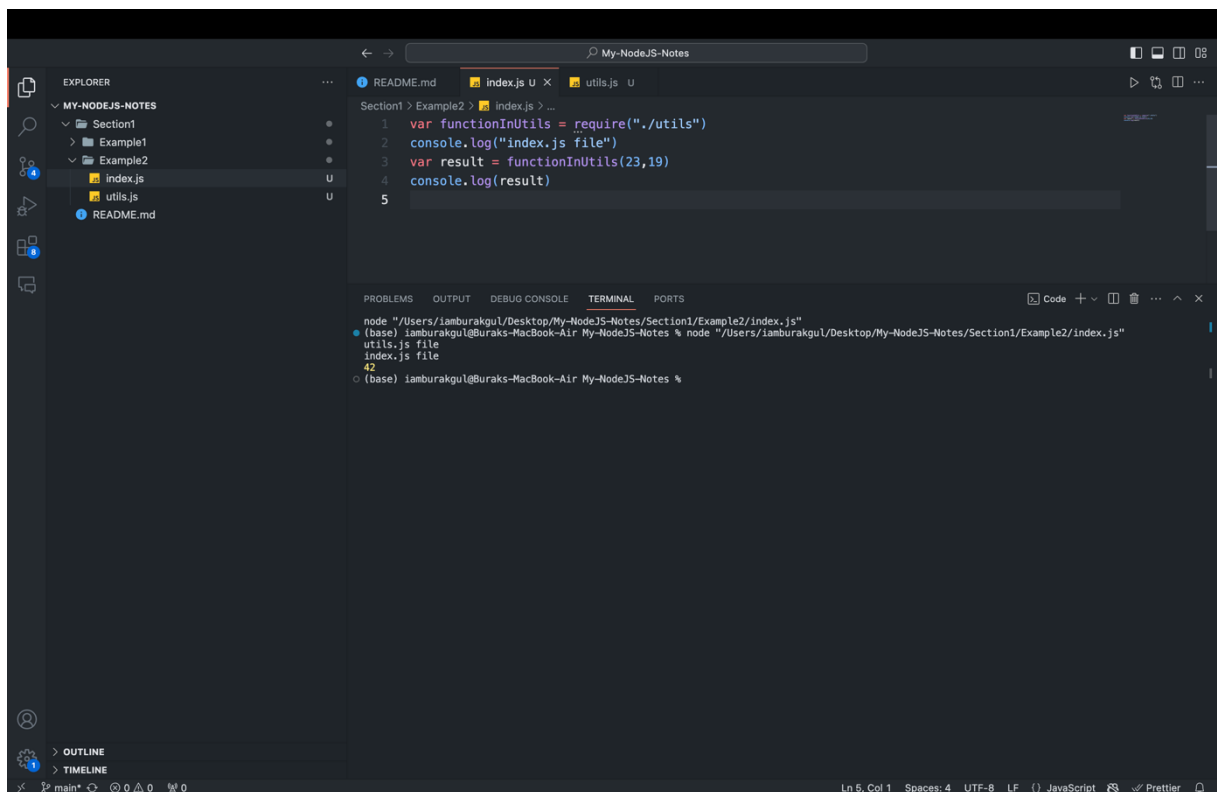 My-NodeJS-Notes
EXPLORER
MY-NODEJS-NOTES
Section1
Example1
Example2
index.js U
utils.js U
README.md
OUTLINE
TIMELINE
README.md index.js U utils.js U
Section1 > Example2 > index.js > ...
1 var functionInUtils = require("./utils")
2 console.log("index.js file")
3 var result = functionInUtils(23,19)
4 console.log(result)
5
PROBLEMS OUTPUT DEBUG CONSOLE TERMINAL PORTS
Code
node "/Users/iamburakgul/Desktop/My-NodeJS-Notes/Section1/Example2/index.js"
(base) iamburakgul@Buraks-MacBook-Air My-NodeJS-Notes % node "/Users/iamburakgul/Desktop/My-NodeJS-Notes/Section1/Example2/index.js"
utils.js file
index.js file
42
(base) iamburakgul@Buraks-MacBook-Air My-NodeJS-Notes %
4
8
1
main* 0 0 0
Ln 5, Col 1 Spaces: 4 UTF-8 LF {} JavaScript Prettier